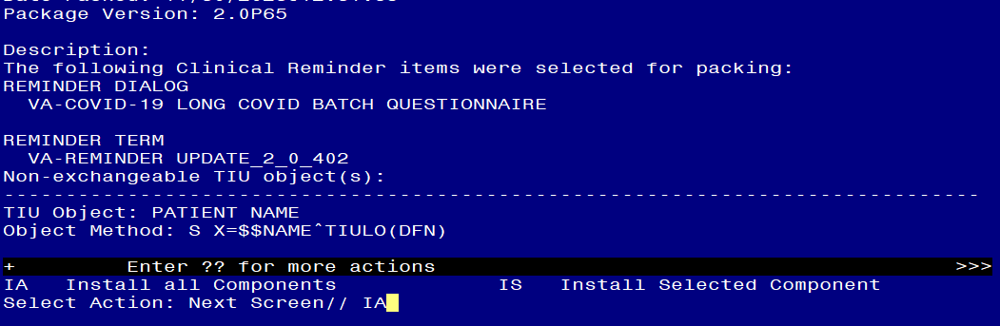 Package Version: 2.0P65
Description:
The following Clinical Reminder items were selected for packing:
REMINDER DIALOG
VA-COVID-19 LONG COVID BATCH QUESTIONNAIRE
REMINDER TERM
VA-REMINDER UPDATE_2_0_402
Non-exchangeable TIU object(s):
-------------------------------------------------------------------------------
TIU Object: PATIENT NAME
Object Method: S X=$$NAME^TIULO(DFN)
+ Enter ?? for more actions >>>
IA Install all Components IS Install Selected Component
Select Action: Next Screen// IA